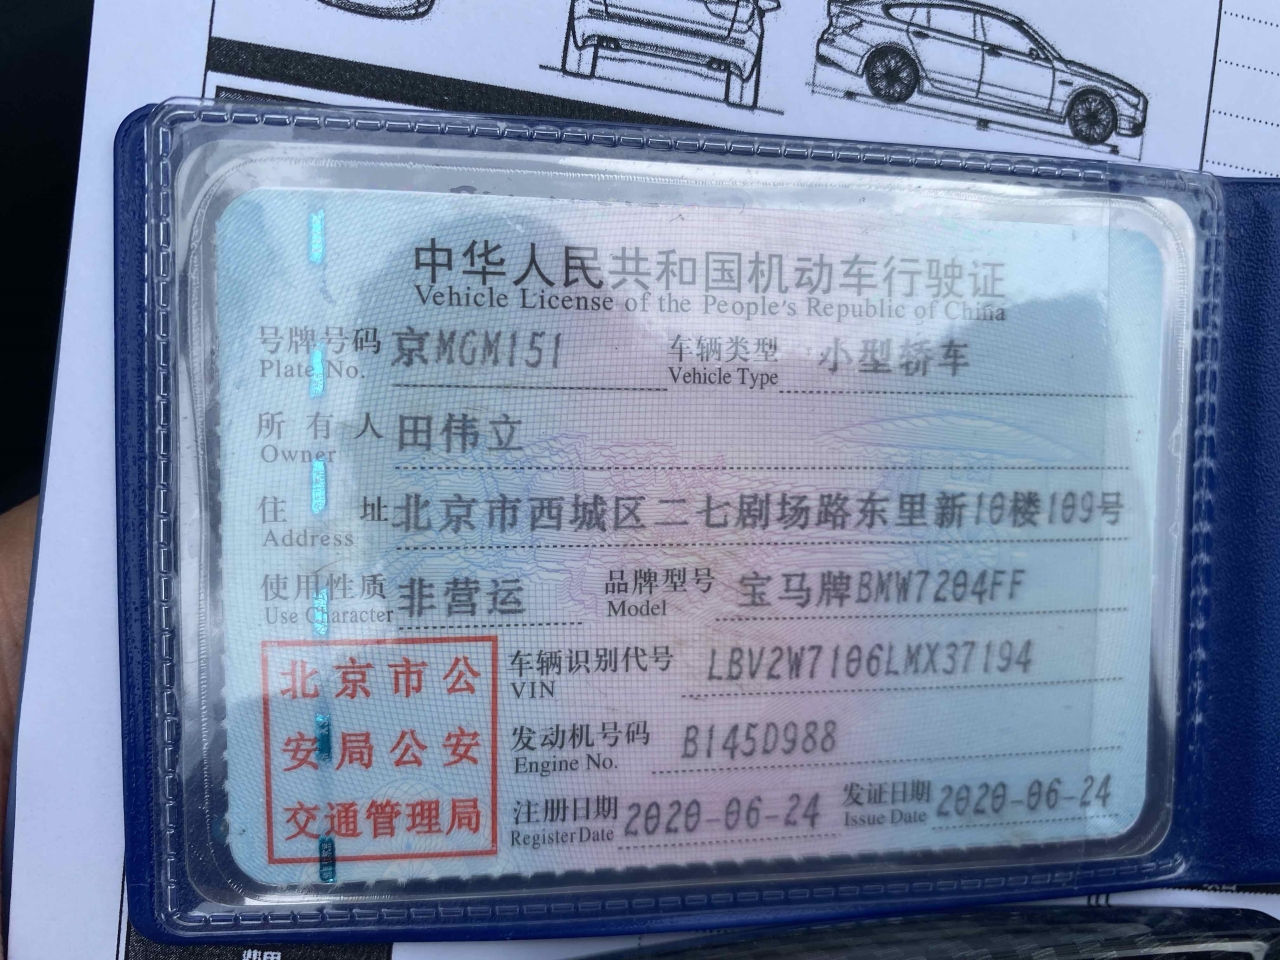 中华人民共和国机动车行驶证
Vehicle License of the People's Republic of China
号牌号码 京MGM151 车辆类型 小型轿车
Plate No. Vehicle Type
所有人 田伟立
Owner
住址 北京市西城区二七剧场路东里新10楼109号
Address
使用性质 非营运 品牌型号 宝马牌BMW7204FF
Use Character Model
北京市公
安局公安
交通管理局
车辆识别代号 LBV2W7106LMX37194
VIN
发动机号码 B145D988
Engine No.
注册日期 2020-06-24 发证日期 2020-06-24
Register Date Issue Date